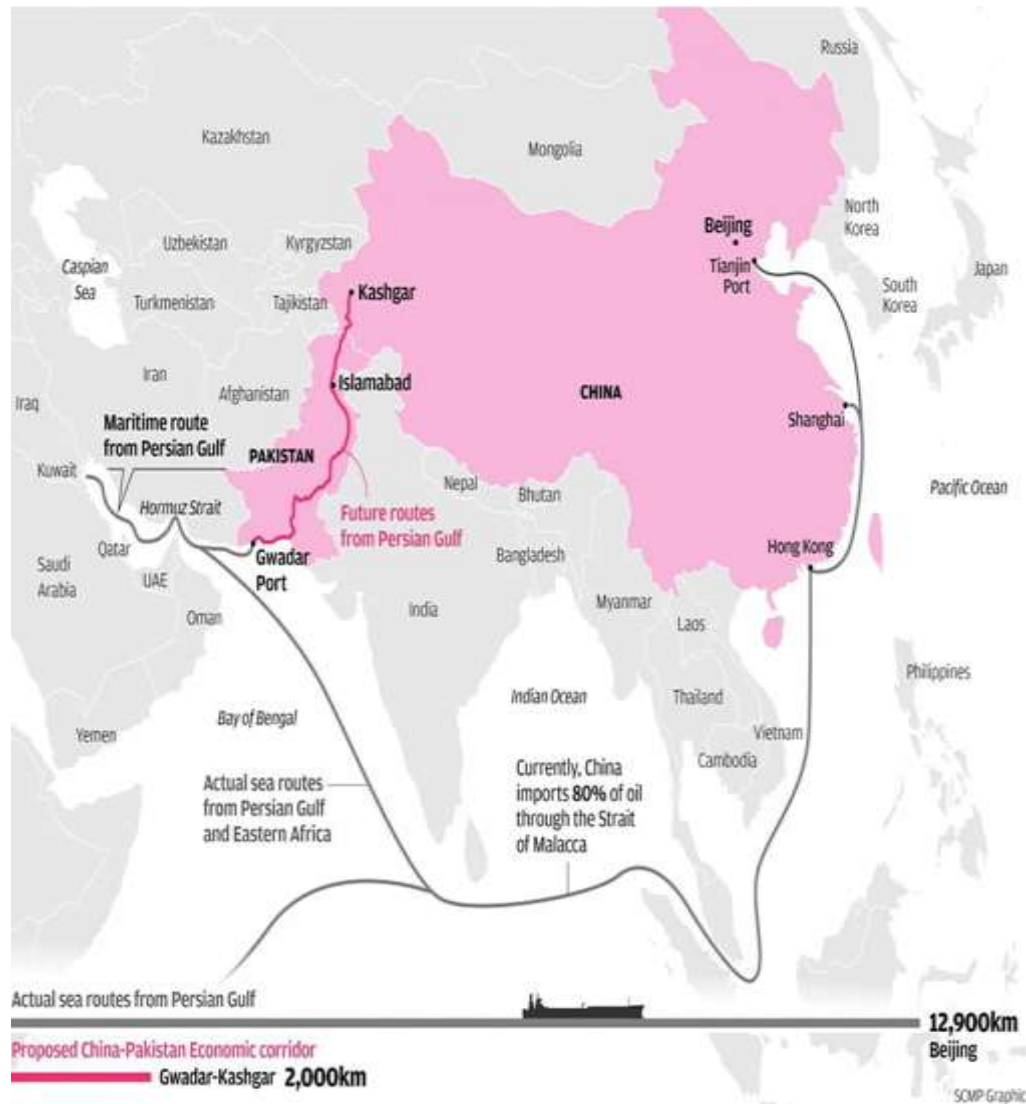 Russia
Kazakhstan
Mongolia
North
Korea
Beijing
Uzbekistan
Kyrgyzstan
Caspian
Sea
Tianjin
Port
Japan
South
Korea
Turkmenistan
Tajikistan
Kashgar
Iran
Afghanistan
Islamabad
CHINA
Iraq
Shanghai
Maritime route
from Persian Gulf
PAKISTAN
Kuwait
Nepal
Bhutan
Pacific Ocean
Hormuz Strait
Future routes
from Persian Gulf
Qatar
Gwadar
Port
Hong Kong
Bangladesh
Saudi
Arabia
UAE
Myanmar
India
Oman
Laos
Philippines
Indian Ocean
Thailand
Bay of Bengal
Yemen
Vietnam
Cambodia
Actual sea routes
from Persian Gulf
and Eastern Africa
Currently, China
imports 80% of oil
through the Strait
of Malacca
Actual sea routes from Persian Gulf
12,900km
Beijing
Proposed China-Pakistan Economic corridor
Gwadar-Kashgar 2,000km
SCMP Graphic